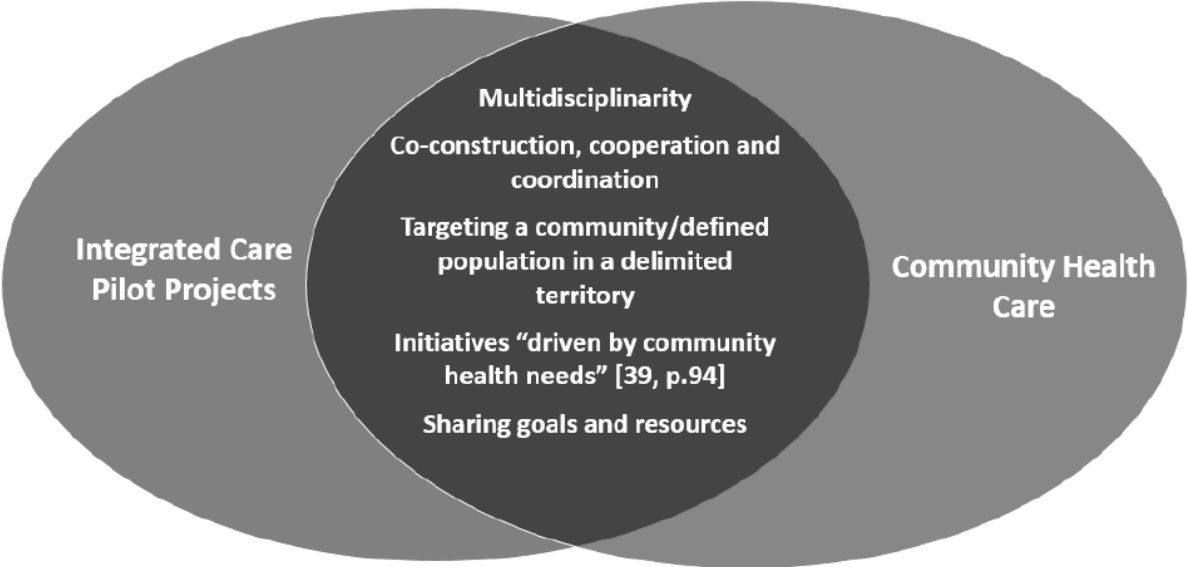 Multidisciplinarity
Co-construction, cooperation and
coordination
Targeting a community/defined
population in a delimited
territory
Initiatives “driven by community
health needs” [39, p.94]
Sharing goals and resources
Integrated Care
Pilot Projects
Community Health
Care